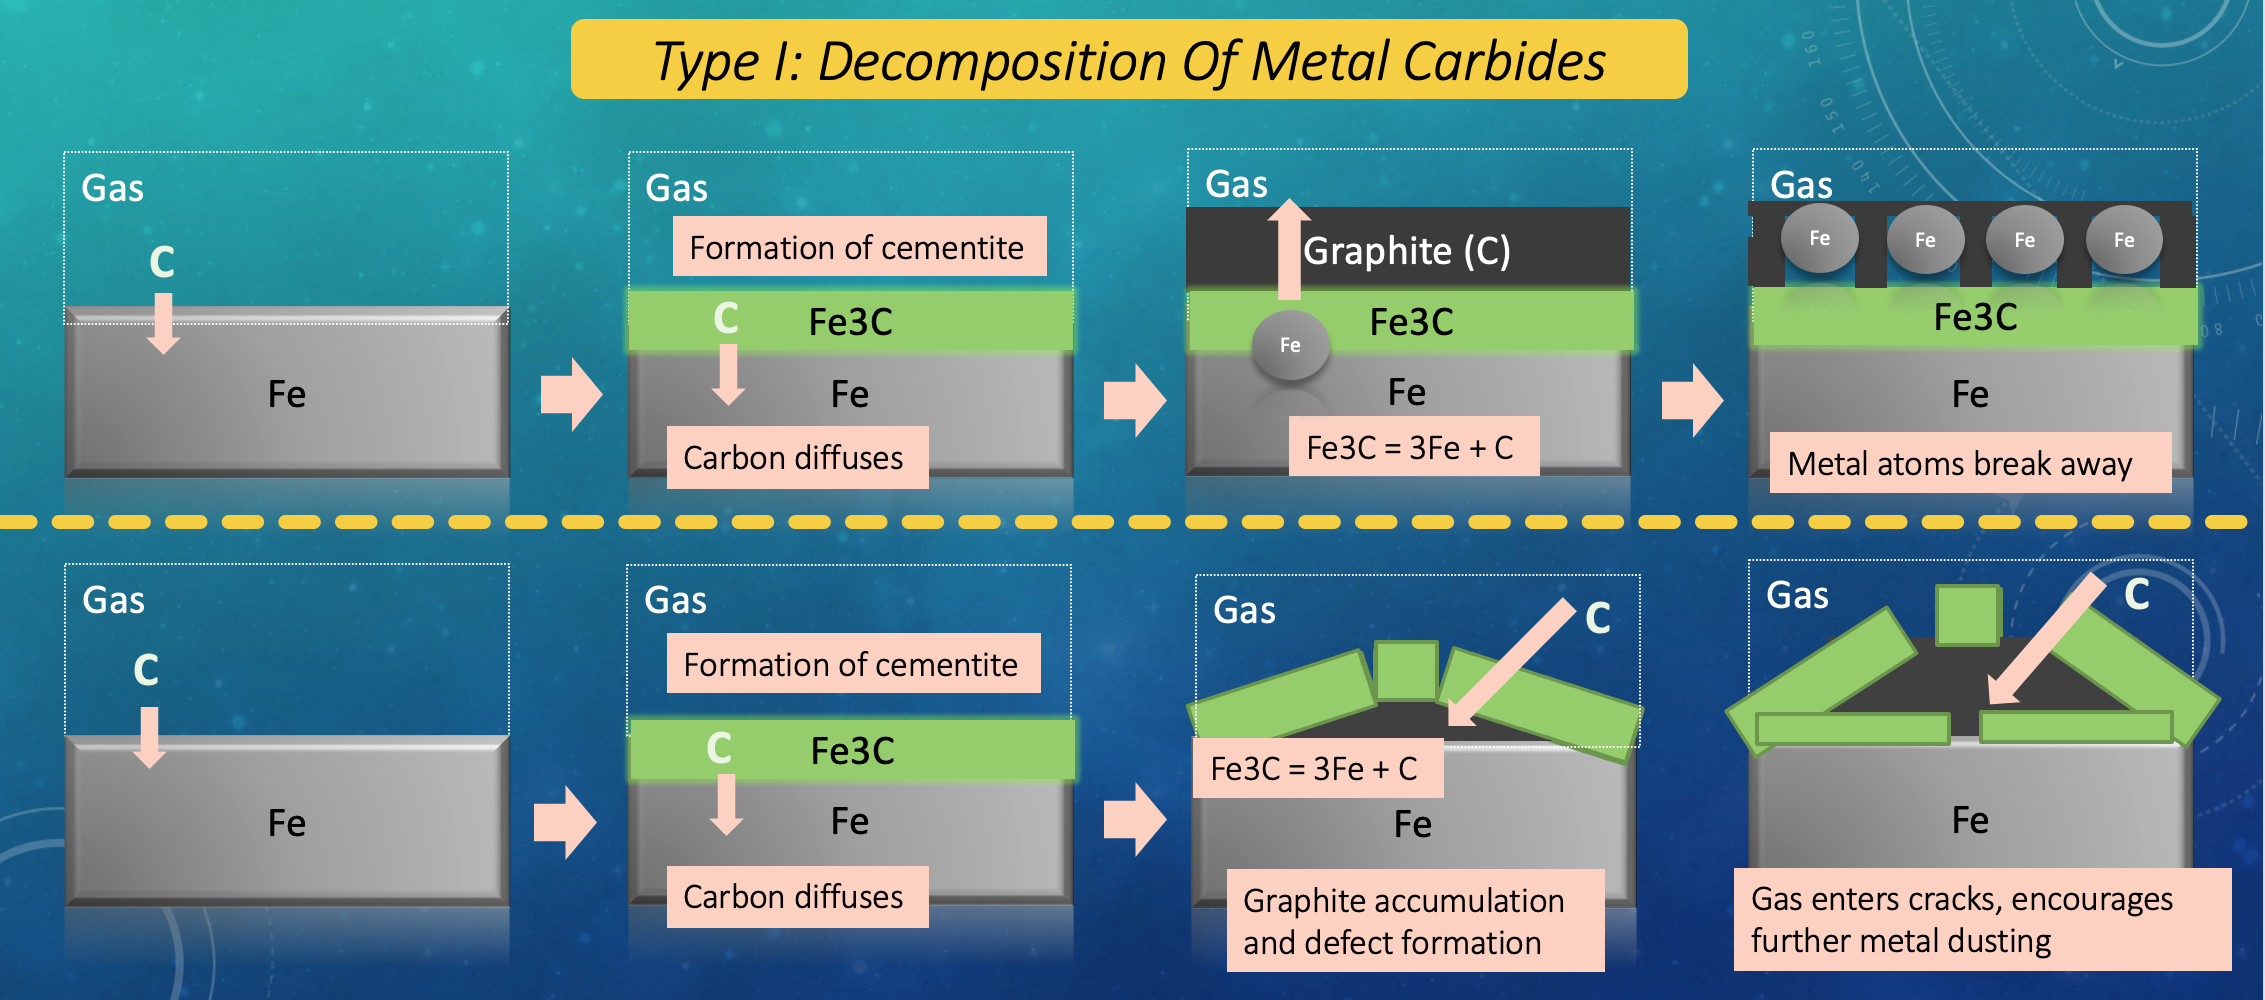 Type I: Decomposition Of Metal Carbides
Gas
C
Fe
Gas
Formation of cementite
C
Fe3C
Fe
Carbon diffuses
Gas
Graphite (C)
Fe3C
Fe
Fe
Fe3C = 3Fe + C
Gas
Fe
Fe
Fe
Fe
Fe3C
Fe
Metal atoms break away
Gas
C
Fe
Gas
Formation of cementite
C
Fe3C
Fe
Carbon diffuses
Gas
C
Fe3C = 3Fe + C
Fe
Graphite accumulation
and defect formation
Gas
C
Fe
Gas enters cracks, encourages
further metal dusting
160
150
140